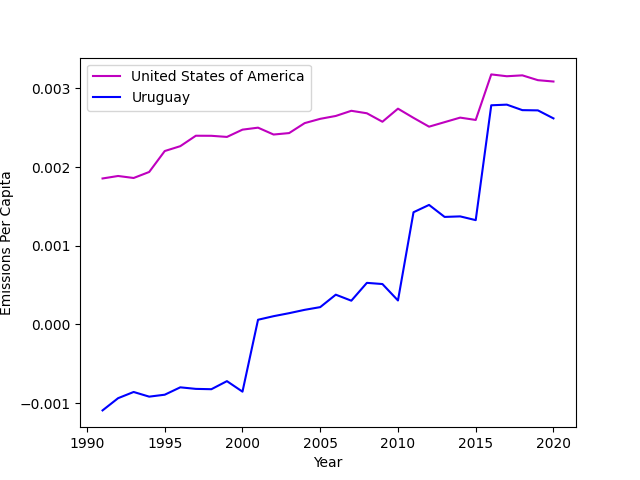 United States of America
Uruguay
0.003
0.002
0.001
0.000
−0.001
Emissions Per Capita
1990 1995 2000 2005 2010 2015 2020
Year